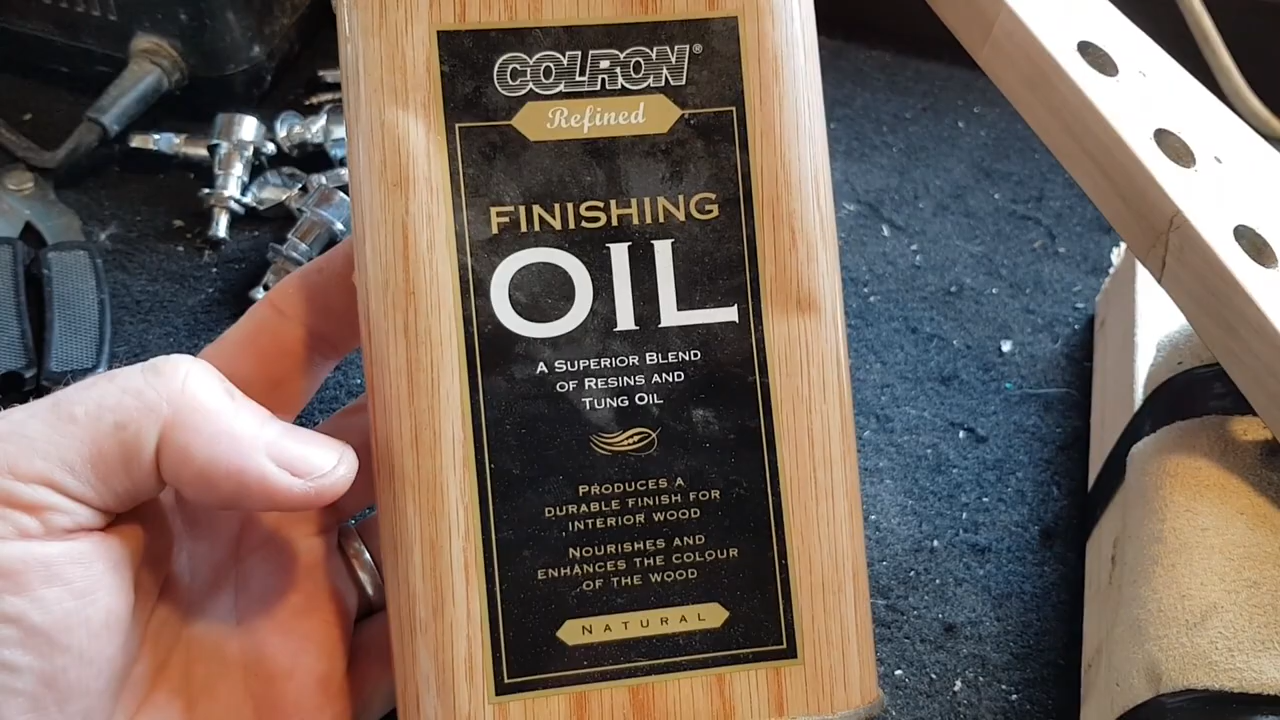 COLRON®
Refined
FINISHING
OIL
A SUPERIOR BLEND
OF RESINS AND
TUNG OIL
PRODUCES A
DURABLE FINISH FOR
INTERIOR WOOD
NOURISHES AND
ENHANCES THE COLOUR
OF THE WOOD
NATURAL